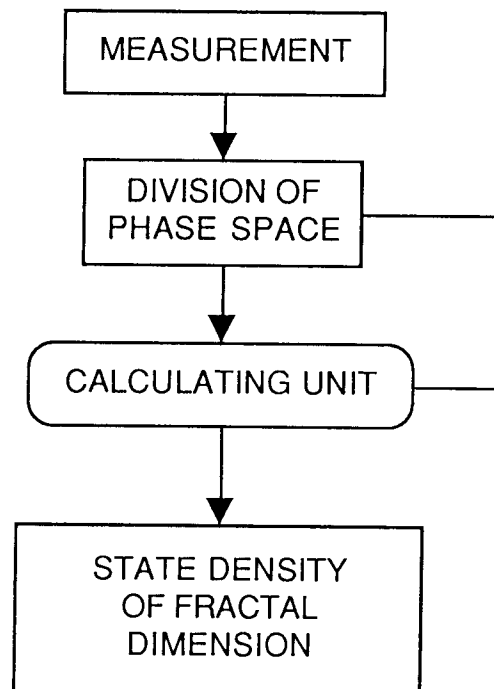 MEASUREMENT
DIVISION OF
PHASE SPACE
CALCULATING UNIT
STATE DENSITY
OF FRACTAL
DIMENSION